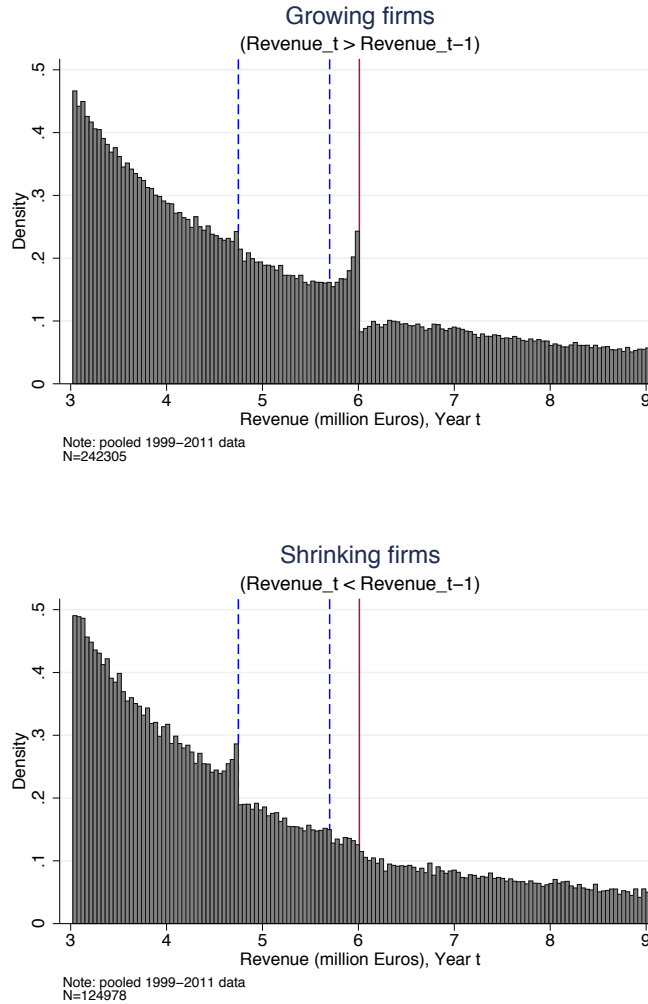 Growing firms
(Revenue_t > Revenue_t−1)
.5
.4
.3
.2
.1
0
Density
3 4 5 6 7 8 9
Revenue (million Euros), Year t
Note: pooled 1999−2011 data
N=242305
Shrinking firms
(Revenue_t < Revenue_t−1)
.5
.4
.3
.2
.1
0
Density
3 4 5 6 7 8 9
Revenue (million Euros), Year t
Note: pooled 1999−2011 data
N=124978